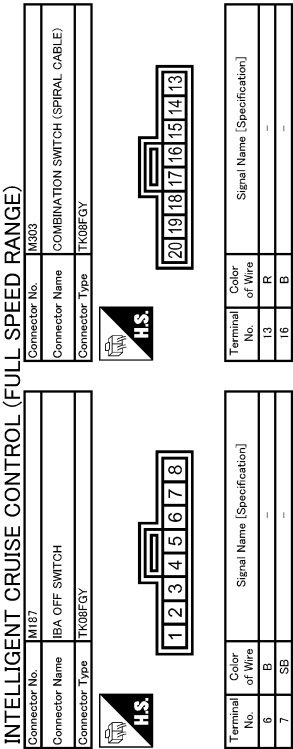 INTELLIGENT CRUISE CONTROL (FULL SPEED RANGE)
Connector No. M187
Connector Name IBA OFF SWITCH
Connector Type TK08FGY
H.S.
1 2 3 4 5 6 7 8
Terminal No. Color of Wire Signal Name [Specification]
6 B –
7 SB –
Connector No. M303
Connector Name COMBINATION SWITCH (SPIRAL CABLE)
Connector Type TK08FGY
H.S.
20 19 18 17 16 15 14 13
Terminal No. Color of Wire Signal Name [Specification]
13 R –
16 B –